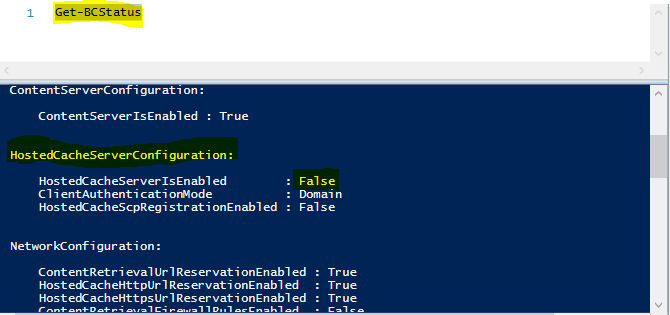 1 Get-BCStatus
ContentServerConfiguration:
ContentServerIsEnabled : True
HostedCacheServerConfiguration:
HostedCacheServerIsEnabled : False
ClientAuthenticationMode : Domain
HostedCacheScpRegistrationEnabled : False
NetworkConfiguration:
ContentRetrievalUrlReservationEnabled : True
HostedCacheHttpUrlReservationEnabled : True
HostedCacheHttpsUrlReservationEnabled : True
ContentRetrievalFirewallRulesEnabled : False